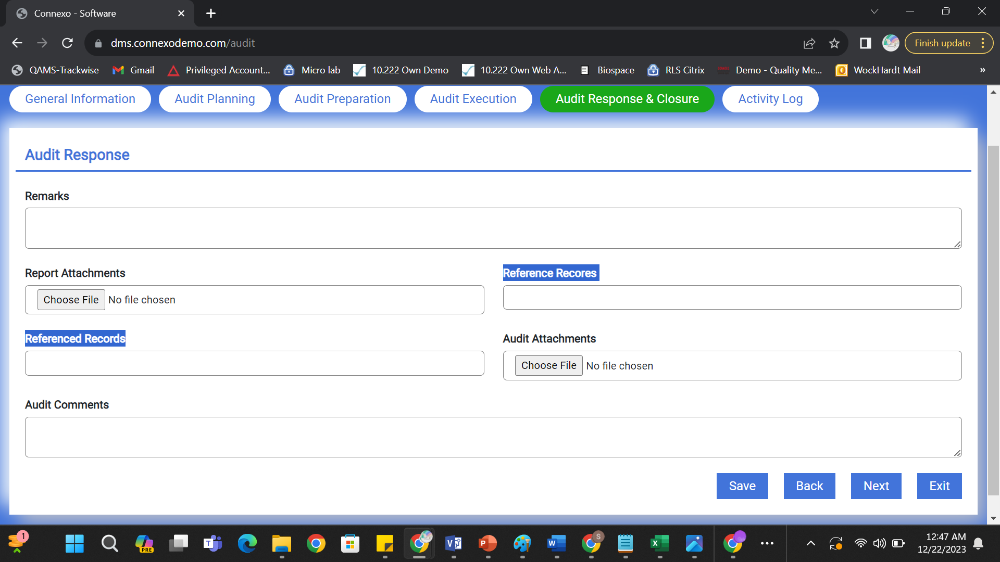 Connexo - Software
dms.connexodemo.com/audit
Finish update
QAMS-Trackwise
Gmail
Privileged Account...
Micro lab
10.222 Own Demo
10.222 Own Web A...
Biospace
RLS Citrix
Demo - Quality Me...
WockHardt Mail
»
General Information
Audit Planning
Audit Preparation
Audit Execution
Audit Response & Closure
Activity Log
Audit Response
Remarks
Report Attachments
Reference Recores
Choose File No file chosen
Referenced Records
Audit Attachments
Choose File No file chosen
Audit Comments
Save
Back
Next
Exit
1
PRE
S
12:47 AM
12/22/2023